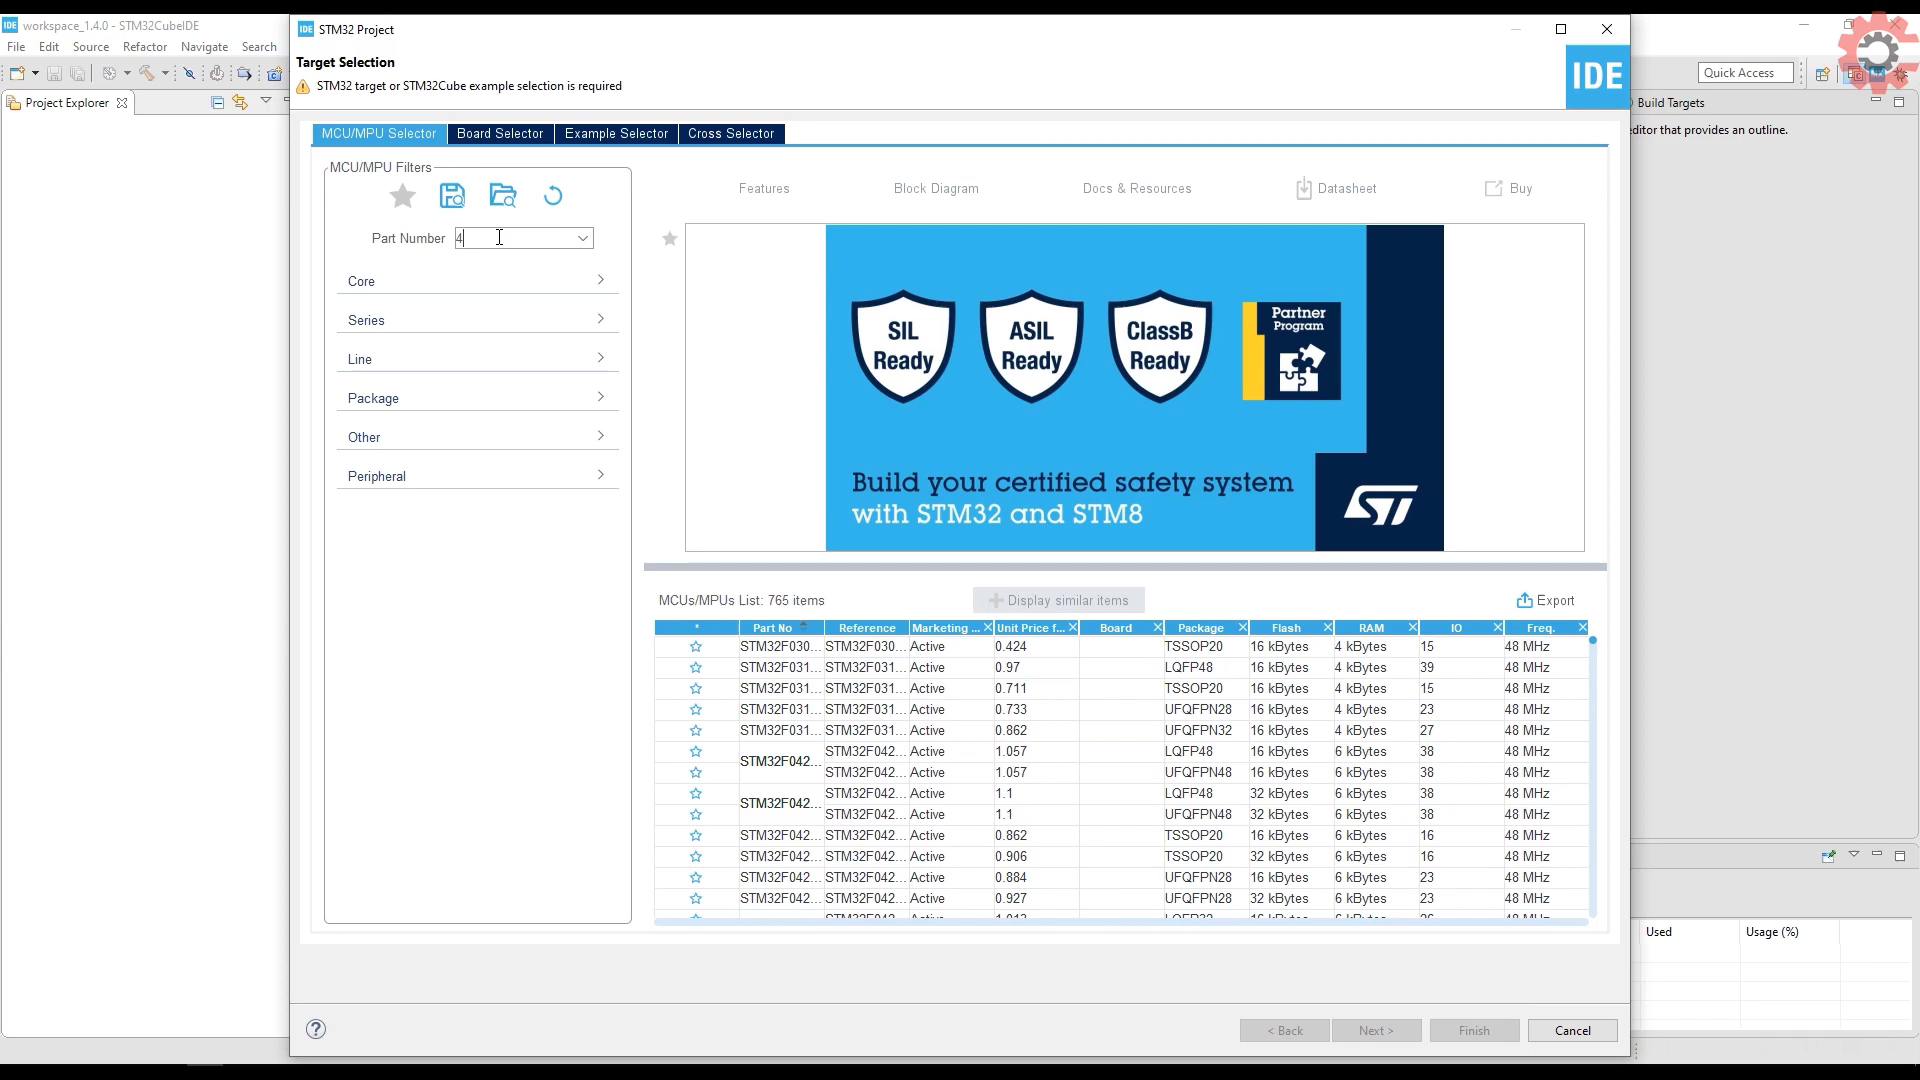 IDE workspace_1.4.0 - STM32CubeIDE
File Edit Source Refactor Navigate Search
Quick Access
Project Explorer
IDE STM32 Project
Target Selection
STM32 target or STM32Cube example selection is required
IDE
Build Targets
editor that provides an outline.
MCU/MPU Selector Board Selector Example Selector Cross Selector
MCU/MPU Filters
Part Number 4
Core
Series
Line
Package
Other
Peripheral
Features Block Diagram Docs & Resources Datasheet Buy
SIL Ready
ASIL Ready
ClassB Ready
Partner Program
Build your certified safety system
with STM32 and STM8
ST
MCUs/MPUs List: 765 items
Display similar items
Export
* Part No Reference Marketing ... Unit Price f... Board Package Flash RAM IO Freq.
STM32F030... STM32F030... Active 0.424 TSSOP20 16 kBytes 4 kBytes 15 48 MHz
STM32F031... STM32F031... Active 0.97 LQFP48 16 kBytes 4 kBytes 39 48 MHz
STM32F031... STM32F031... Active 0.711 TSSOP20 16 kBytes 4 kBytes 15 48 MHz
STM32F031... STM32F031... Active 0.733 UFQFPN28 16 kBytes 4 kBytes 23 48 MHz
STM32F031... STM32F031... Active 0.862 UFQFPN32 16 kBytes 4 kBytes 27 48 MHz
STM32F042... STM32F042... Active 1.057 LQFP48 16 kBytes 6 kBytes 38 48 MHz
STM32F042... Active 1.057 UFQFPN48 16 kBytes 6 kBytes 38 48 MHz
STM32F042... STM32F042... Active 1.1 LQFP48 32 kBytes 6 kBytes 38 48 MHz
STM32F042... Active 1.1 UFQFPN48 32 kBytes 6 kBytes 38 48 MHz
STM32F042... STM32F042... Active 0.862 TSSOP20 16 kBytes 6 kBytes 16 48 MHz
STM32F042... STM32F042... Active 0.906 TSSOP20 32 kBytes 6 kBytes 16 48 MHz
STM32F042... STM32F042... Active 0.884 UFQFPN28 16 kBytes 6 kBytes 23 48 MHz
STM32F042... STM32F042... Active 0.927 UFQFPN28 32 kBytes 6 kBytes 23 48 MHz
Used Usage (%)
< Back Next > Finish Cancel